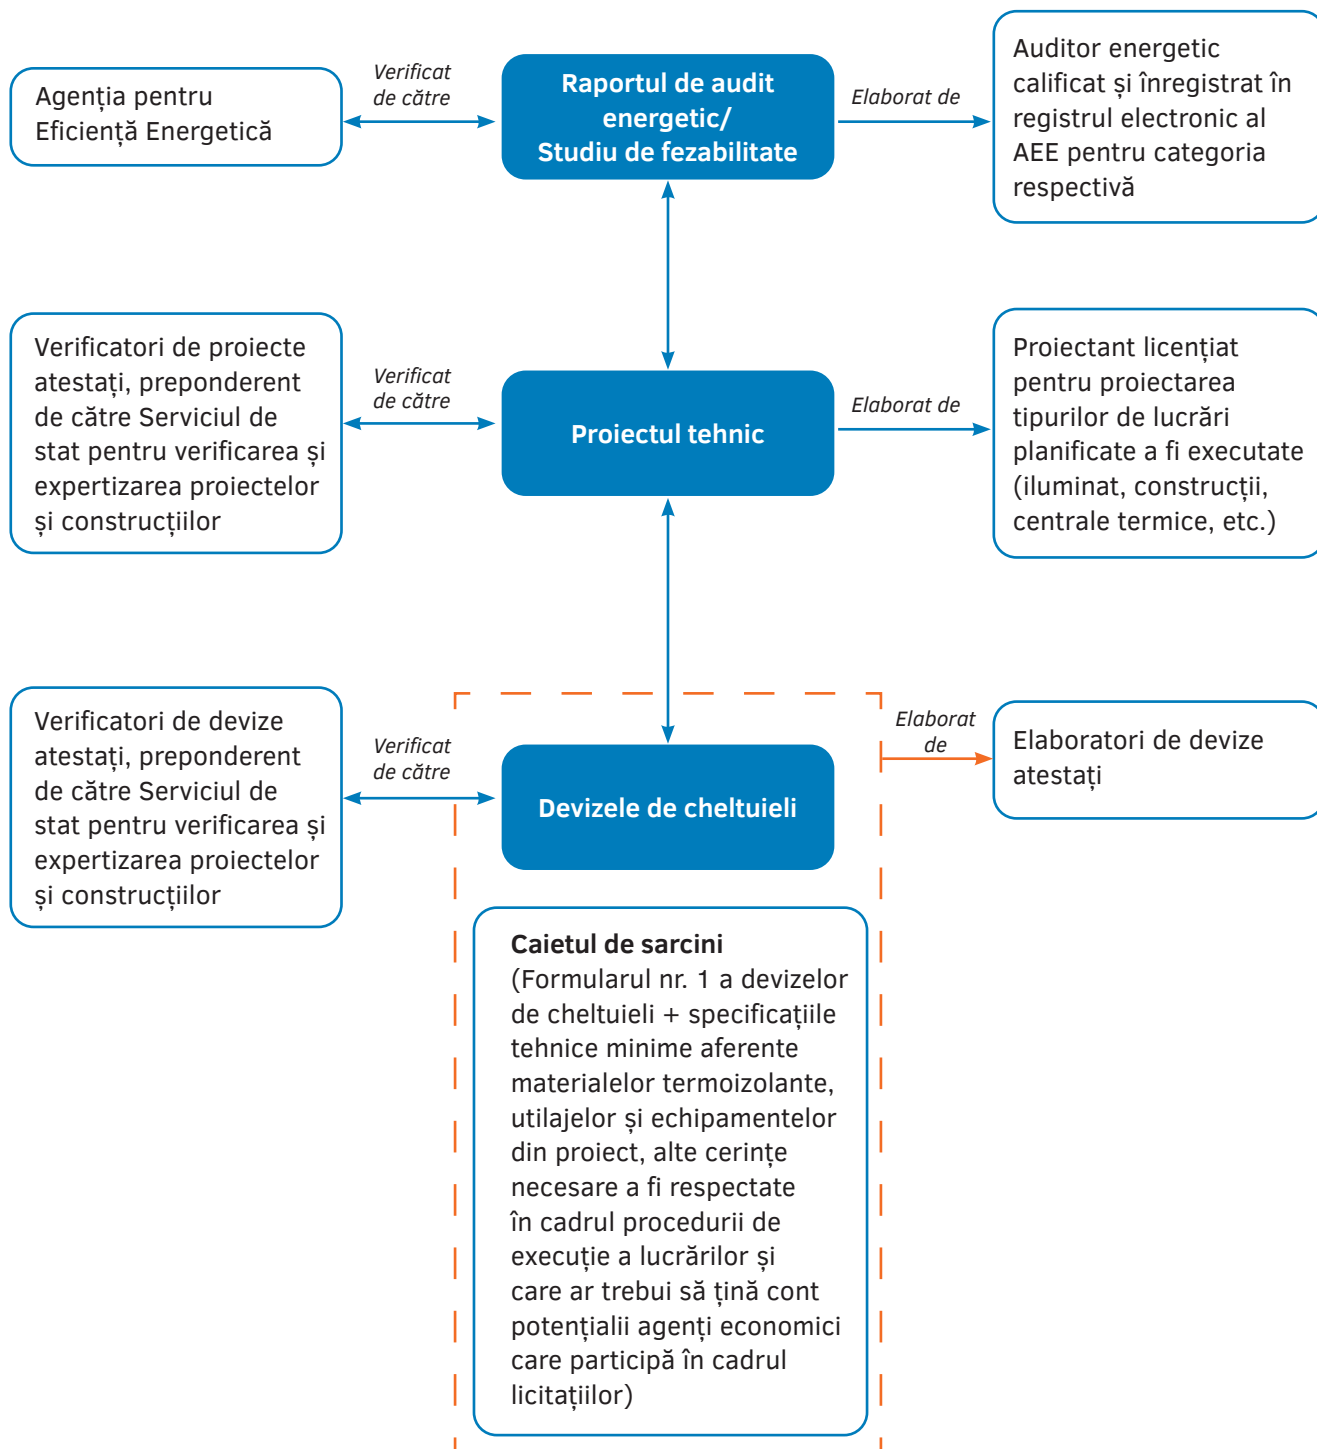 Agenția pentru
Eficiență Energetică
Verificat
de către
Raportul de audit
energetic/
Studiu de fezabilitate
Elaborat de
Auditor energetic
calificat și înregistrat în
registrul electronic al
AEE pentru categoria
respectivă
Verificatori de proiecte
atestați, preponderent
de către Serviciul de
stat pentru verificarea și
expertizarea proiectelor
și construcțiilor
Verificat
de către
Proiectul tehnic
Elaborat de
Proiectant licențiat
pentru proiectarea
tipurilor de lucrări
planificate a fi executate
(iluminat, construcții,
centrale termice, etc.)
Verificatori de devize
atestați, preponderent
de către Serviciul de
stat pentru verificarea și
expertizarea proiectelor
și construcțiilor
Verificat
de către
Devizele de cheltuieli
Elaborat
de
Elaboratori de devize
atestați
Caietul de sarcini
(Formularul nr. 1 a devizelor
de cheltuieli + specificațiile
tehnice minime aferente
materialelor termoizolante,
utilajelor și echipamentelor
din proiect, alte cerințe
necesare a fi respectate
în cadrul procedurii de
execuție a lucrărilor și
care ar trebui să țină cont
potențialii agenți economici
care participă în cadrul
licitațiilor)